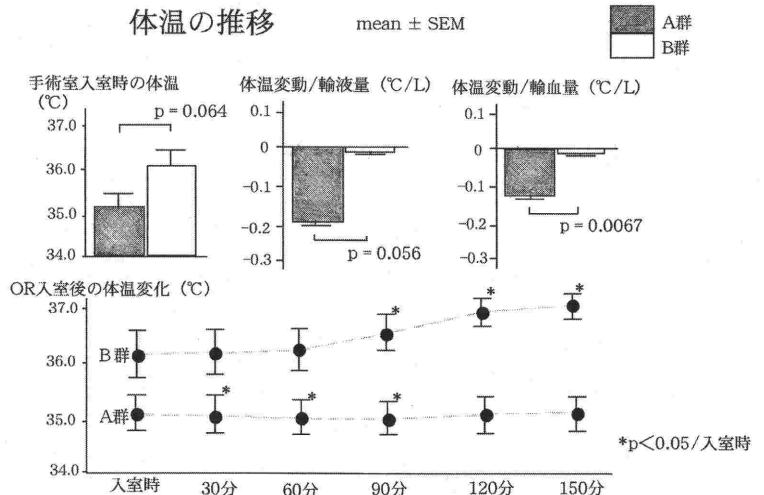 体温の推移
mean ± SEM
A群
B群
手術室入室時の体温
(℃)
p = 0.064
37.0
36.0
35.0
34.0
体温変動/輸液量 (℃/L)
0.1
0
-0.1
-0.2
-0.3
p = 0.056
体温変動/輸血量 (℃/L)
0.1
0
-0.1
-0.2
-0.3
p = 0.0067
OR入室後の体温変化 (℃)
37.0
36.0
35.0
34.0
B群
* * *
A群
* * *
*p<0.05/入室時
入室時 30分 60分 90分 120分 150分